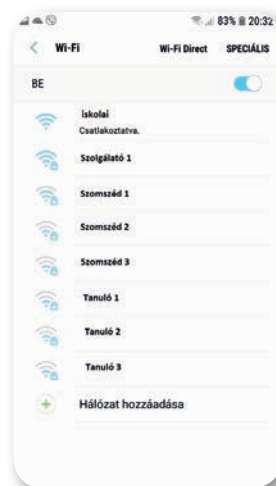 83% 20:32
Wi-Fi Wi-Fi Direct SPECIÁLIS
BE
iskolai
Csatlakoztatva.
Szolgálató 1
Szomszéd 1
Szomszéd 2
Szomszéd 3
Tanuló 1
Tanuló 2
Tanuló 3
Hálózat hozzáadása